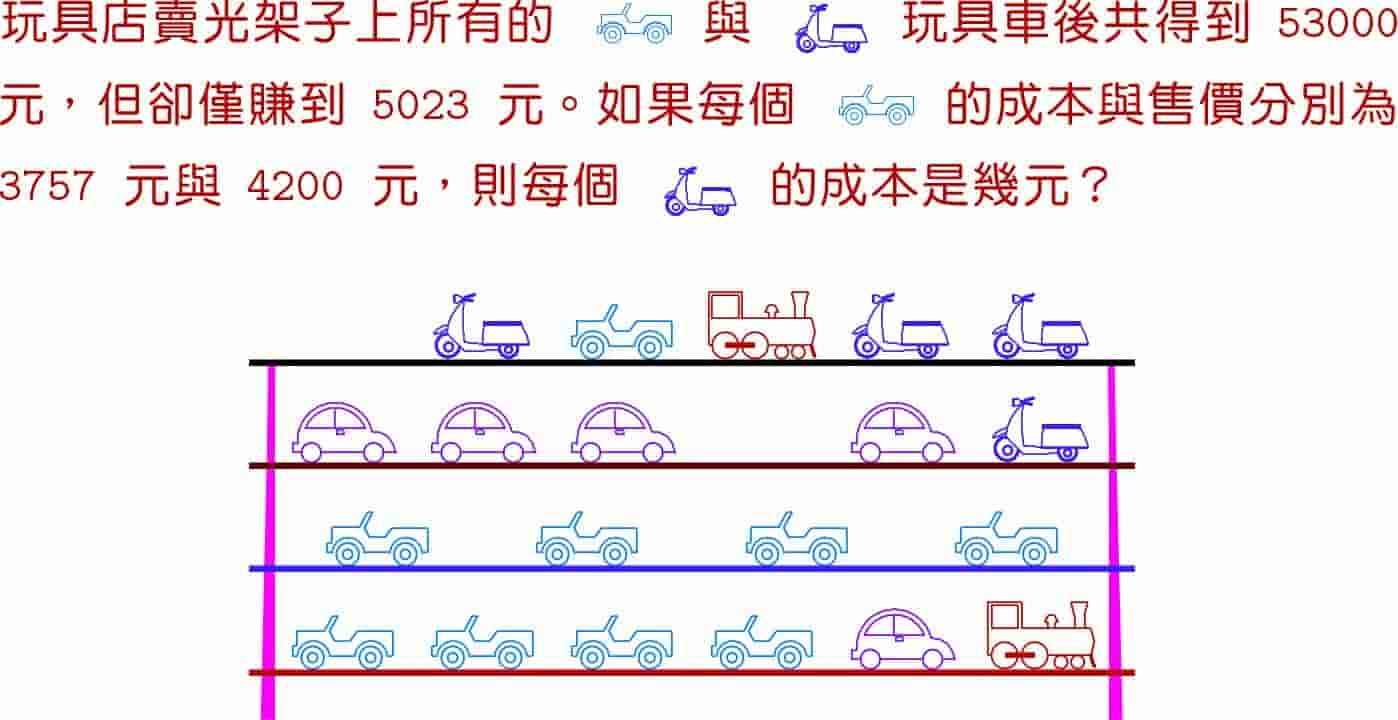 玩具店賣光架子上所有的 與 玩具車後共得到 53000
元，但卻僅賺到 5023 元。如果每個 的成本與售價分別為
3757 元與 4200 元，則每個 的成本是幾元？